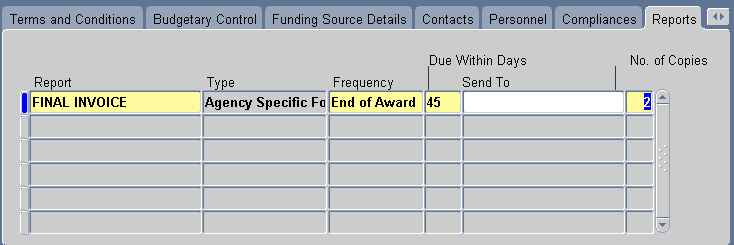 Terms and Conditions Budgetary Control Funding Source Details Contacts Personnel Compliances Reports
Due Within Days No. of Copies
Report Type Frequency Send To
FINAL INVOICE Agency Specific Fo End of Award 45 2